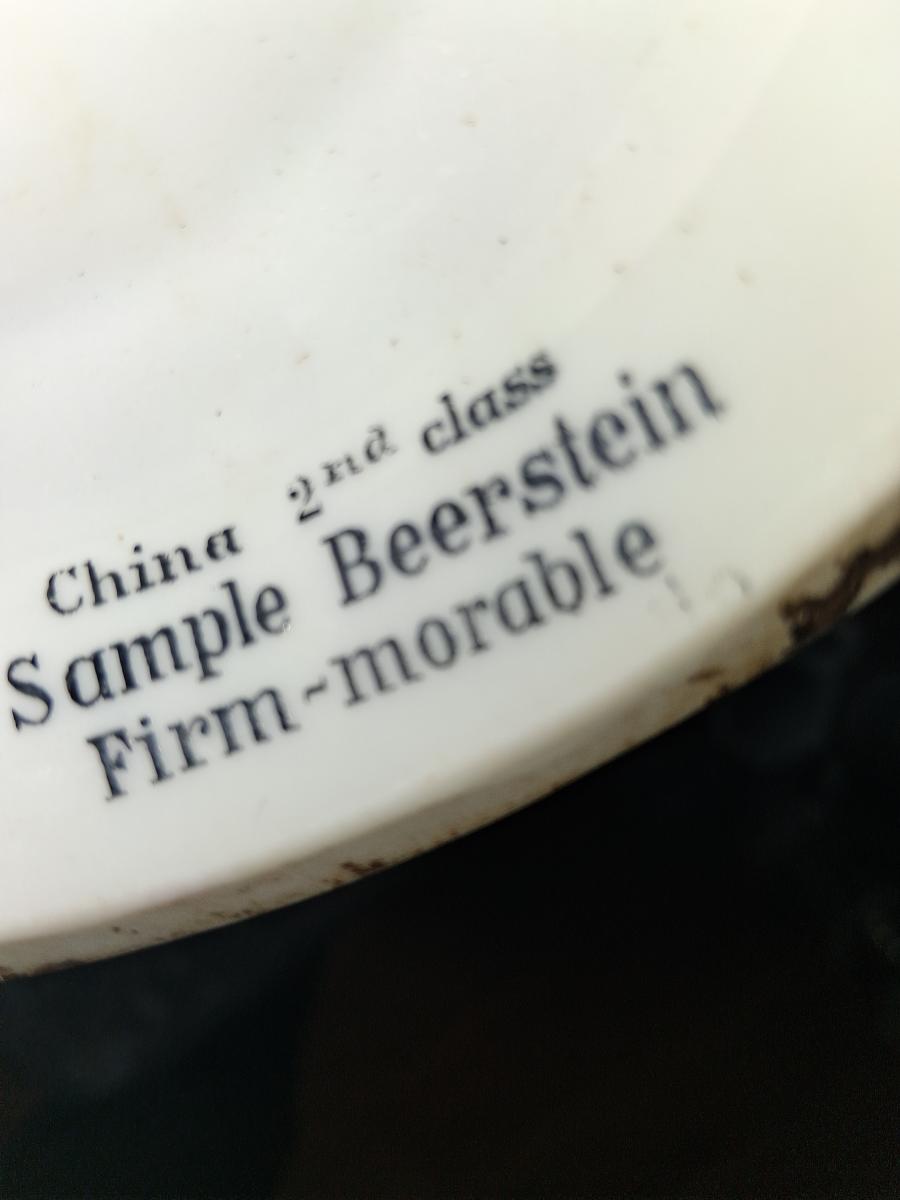 China 2nd class
Sample Beerstein
Firm-morable